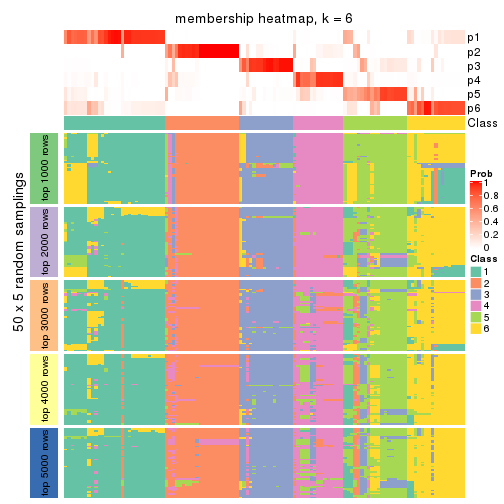 membership heatmap, k = 6
p1
p2
p3
p4
p5
p6
Class
50 x 5 random samplings
top 1000 rows
top 2000 rows
top 3000 rows
top 4000 rows
top 5000 rows
Prob
1
0.8
0.6
0.4
0.2
0
Class
1
2
3
4
5
6